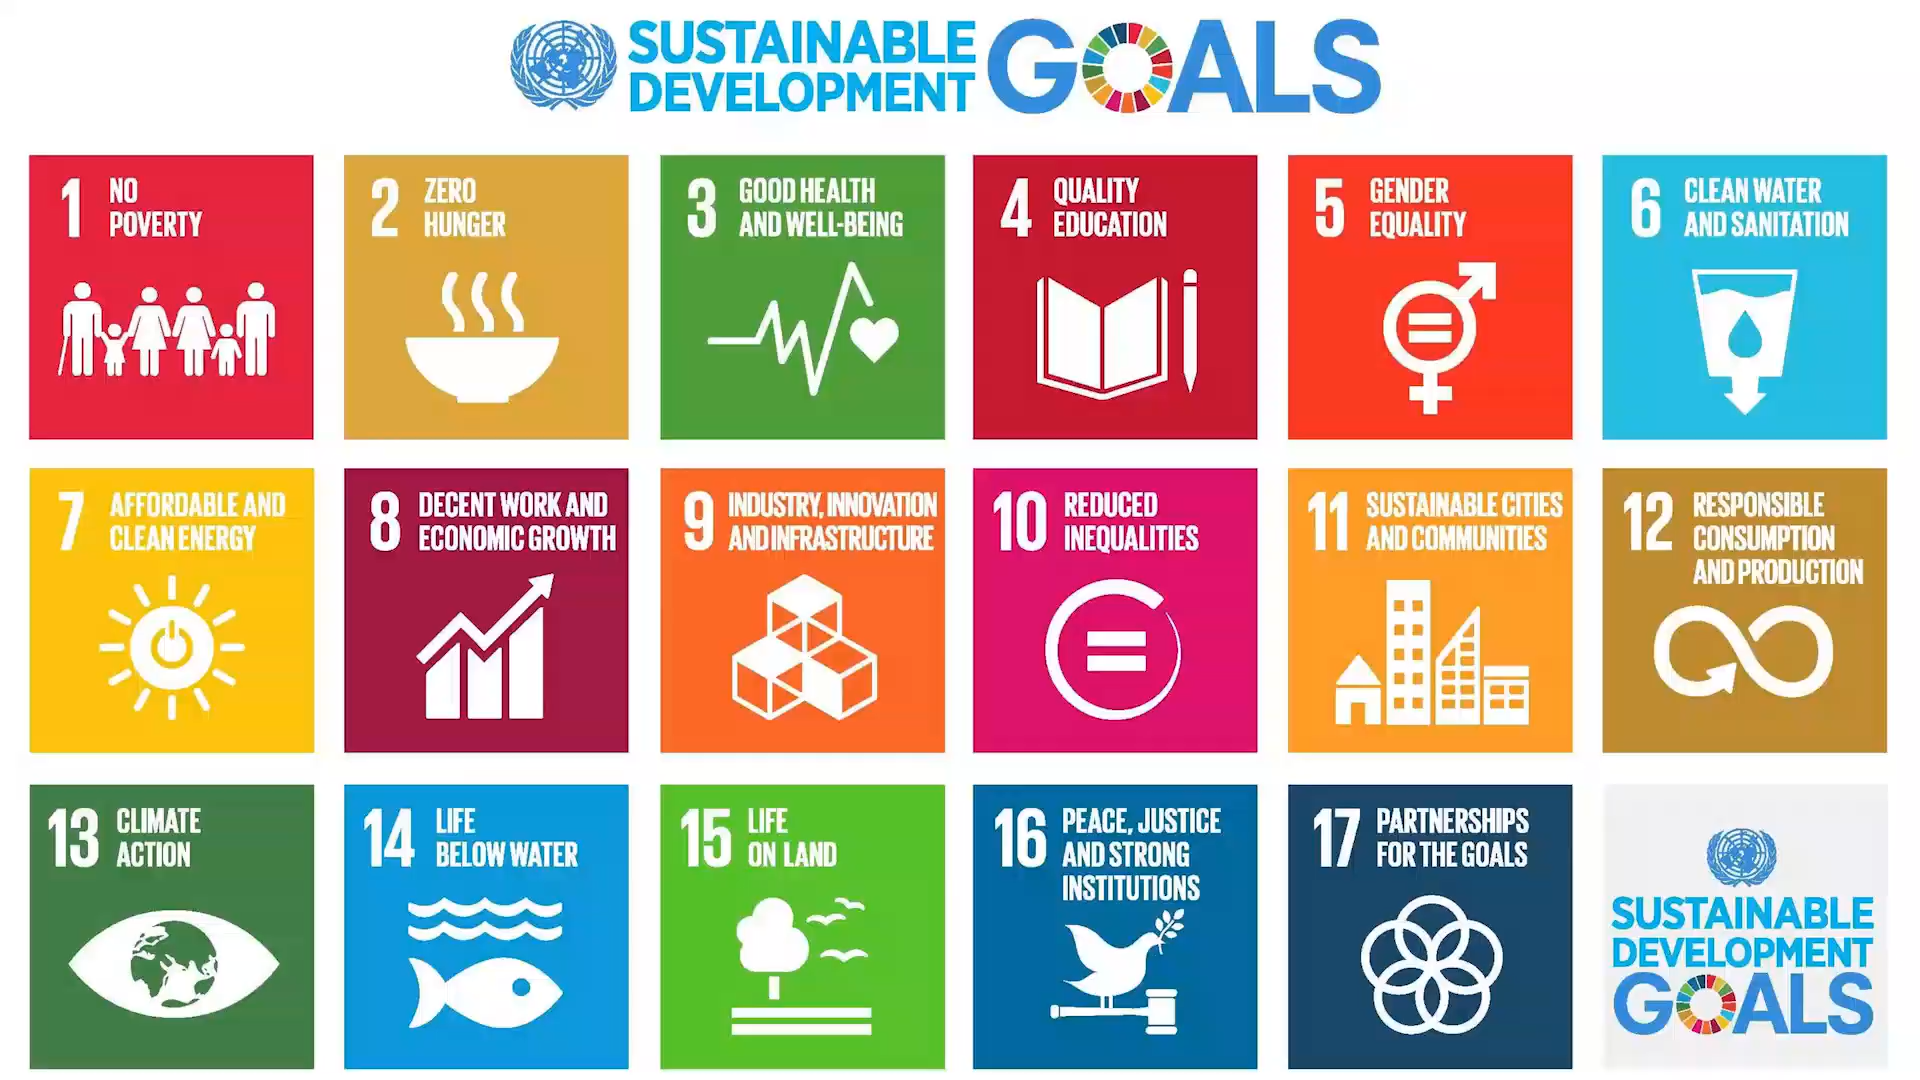 SUSTAINABLE
DEVELOPMENT
GOALS
1
NO
POVERTY
2
ZERO
HUNGER
3
GOOD HEALTH
AND WELL-BEING
4
QUALITY
EDUCATION
5
GENDER
EQUALITY
6
CLEAN WATER
AND SANITATION
7
AFFORDABLE AND
CLEAN ENERGY
8
DECENT WORK AND
ECONOMIC GROWTH
9
INDUSTRY, INNOVATION
AND INFRASTRUCTURE
10
REDUCED
INEQUALITIES
11
SUSTAINABLE CITIES
AND COMMUNITIES
12
RESPONSIBLE
CONSUMPTION
AND PRODUCTION
13
CLIMATE
ACTION
14
LIFE
BELOW WATER
15
LIFE
ON LAND
16
PEACE, JUSTICE
AND STRONG
INSTITUTIONS
17
PARTNERSHIPS
FOR THE GOALS
SUSTAINABLE
DEVELOPMENT
GOALS